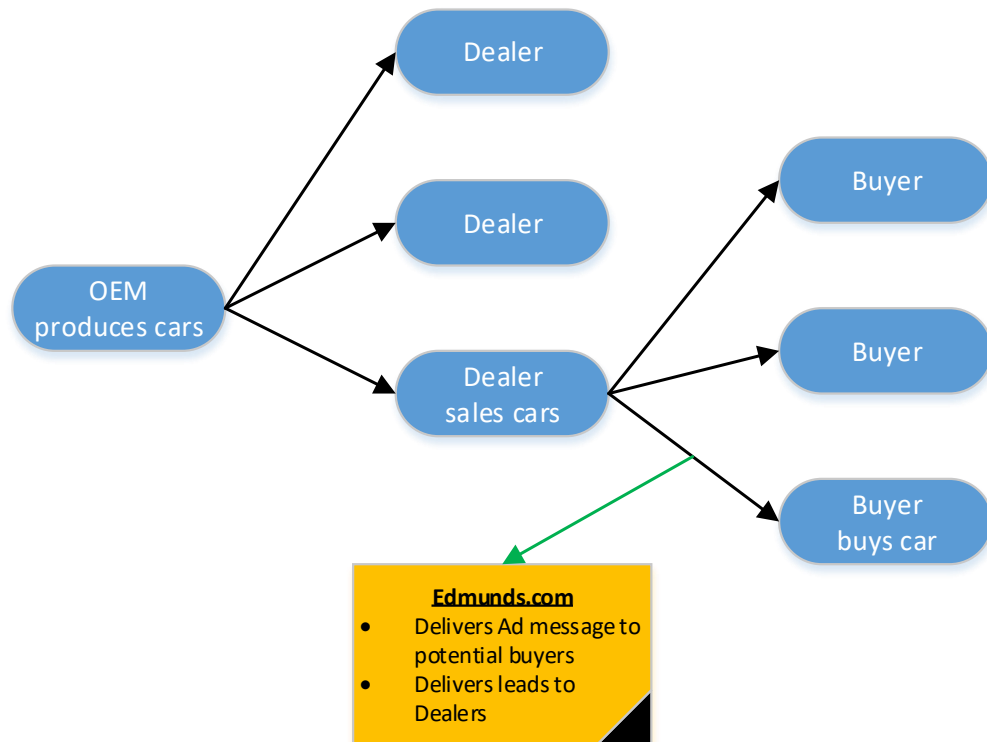 Dealer
Dealer
OEM
produces cars
Dealer
sales cars
Buyer
Buyer
Buyer
buys car
Edmunds.com
• Delivers Ad message to
potential buyers
• Delivers leads to
Dealers